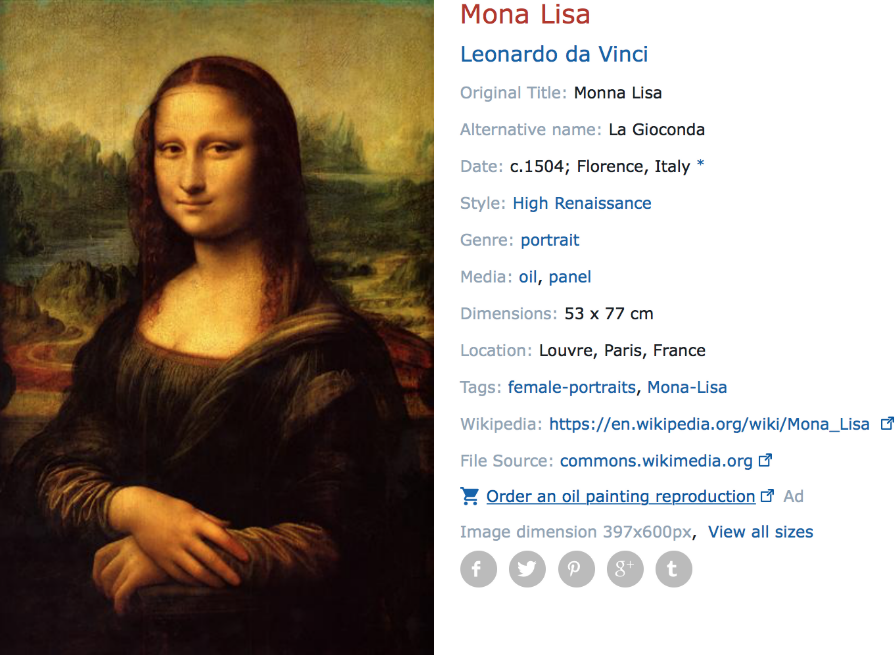 Mona Lisa
Leonardo da Vinci
Original Title: Monna Lisa
Alternative name: La Gioconda
Date: c.1504; Florence, Italy *
Style: High Renaissance
Genre: portrait
Media: oil, panel
Dimensions: 53 x 77 cm
Location: Louvre, Paris, France
Tags: female-portraits, Mona-Lisa
Wikipedia: https://en.wikipedia.org/wiki/Mona_Lisa
File Source: commons.wikimedia.org
Order an oil painting reproduction Ad
Image dimension 397x600px, View all sizes